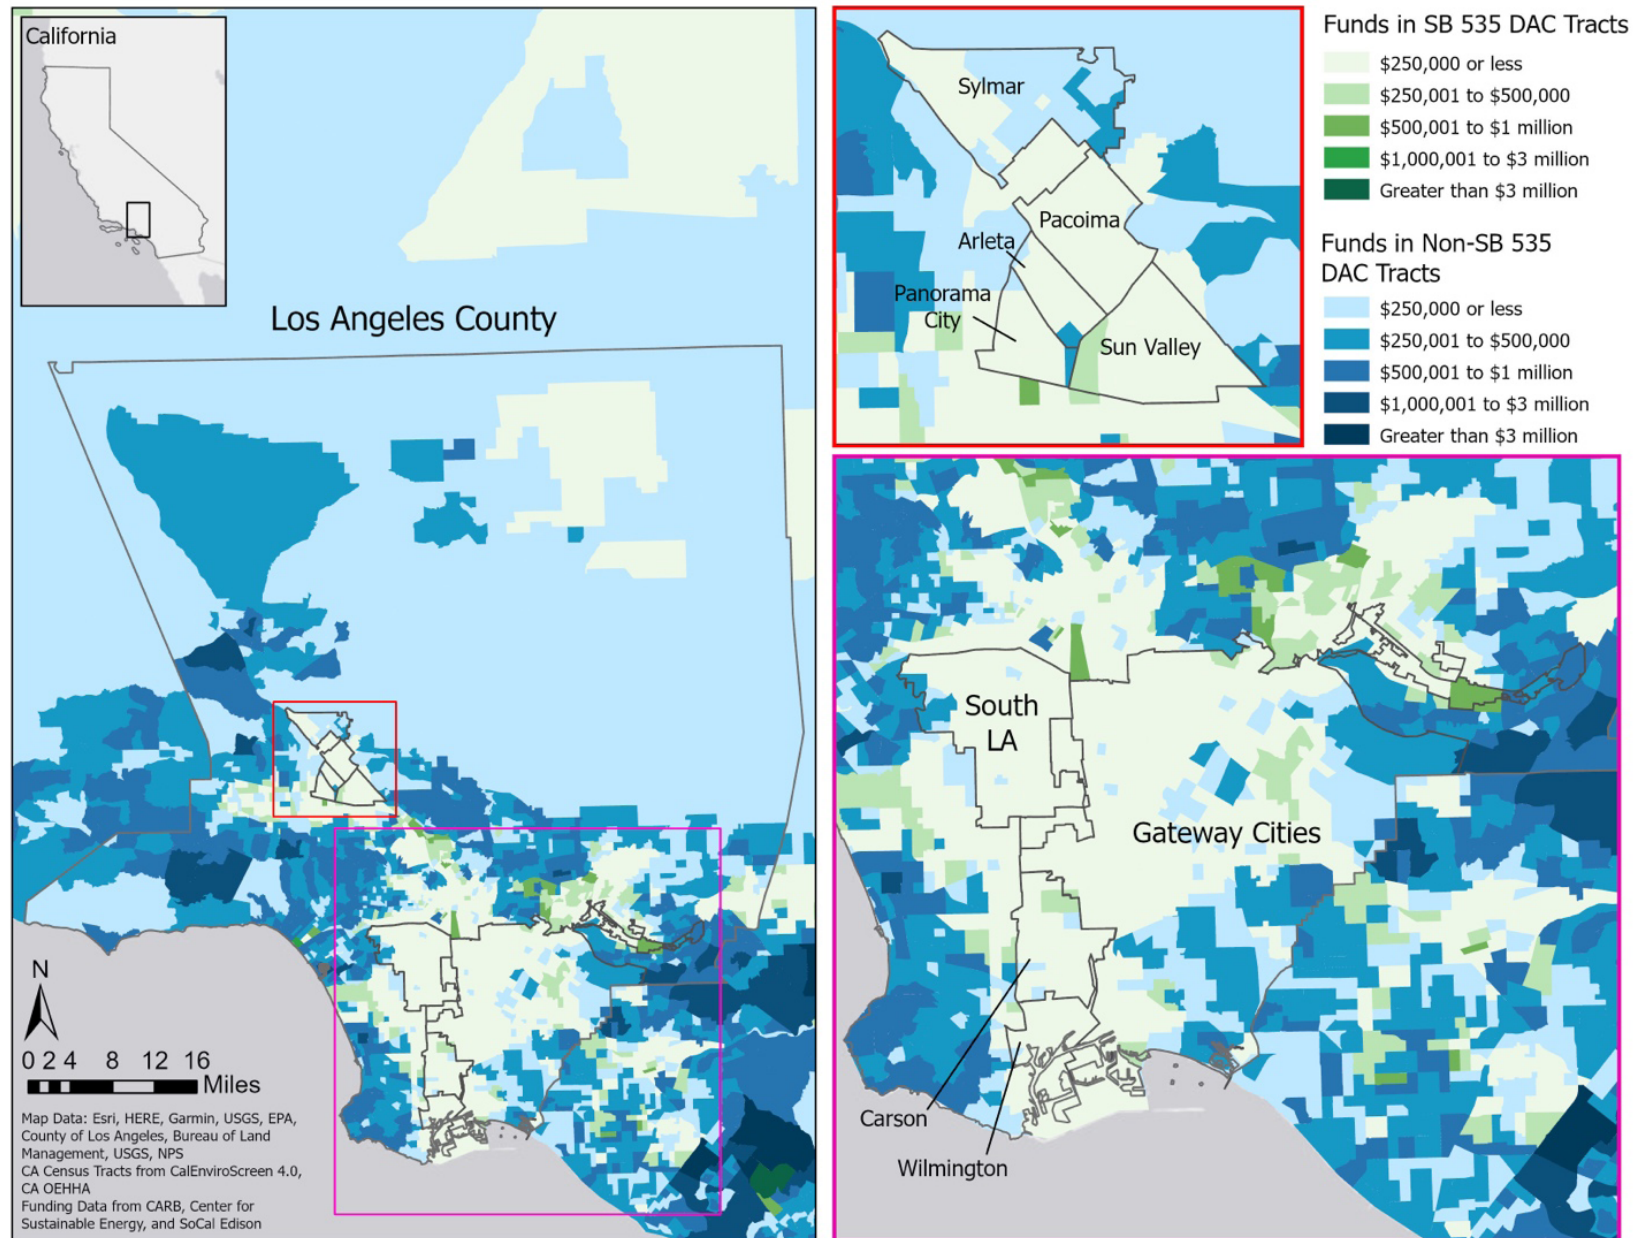 California
Los Angeles County
N
0 2 4 8 12 16
Miles
Map Data: Esri, HERE, Garmin, USGS, EPA,
County of Los Angeles, Bureau of Land
Management, USGS, NPS
CA Census Tracts from CalEnviroScreen 4.0,
CA OEHHA
Funding Data from CARB, Center for
Sustainable Energy, and SoCal Edison
Sylmar
Pacoima
Arleta
Panorama
City
Sun Valley
Funds in SB 535 DAC Tracts
$250,000 or less
$250,001 to $500,000
$500,001 to $1 million
$1,000,001 to $3 million
Greater than $3 million
Funds in Non-SB 535
DAC Tracts
$250,000 or less
$250,001 to $500,000
$500,001 to $1 million
$1,000,001 to $3 million
Greater than $3 million
South
LA
Gateway Cities
Carson
Wilmington